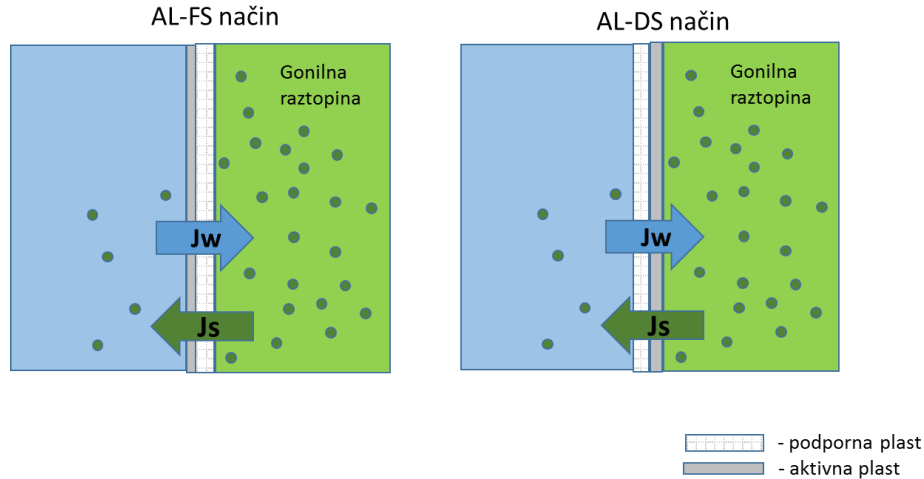 AL-FS način
AL-DS način
Gonilna
raztopina
Gonilna
raztopina
Jw
Jw
Js
Js
- podporna plast
- aktivna plast